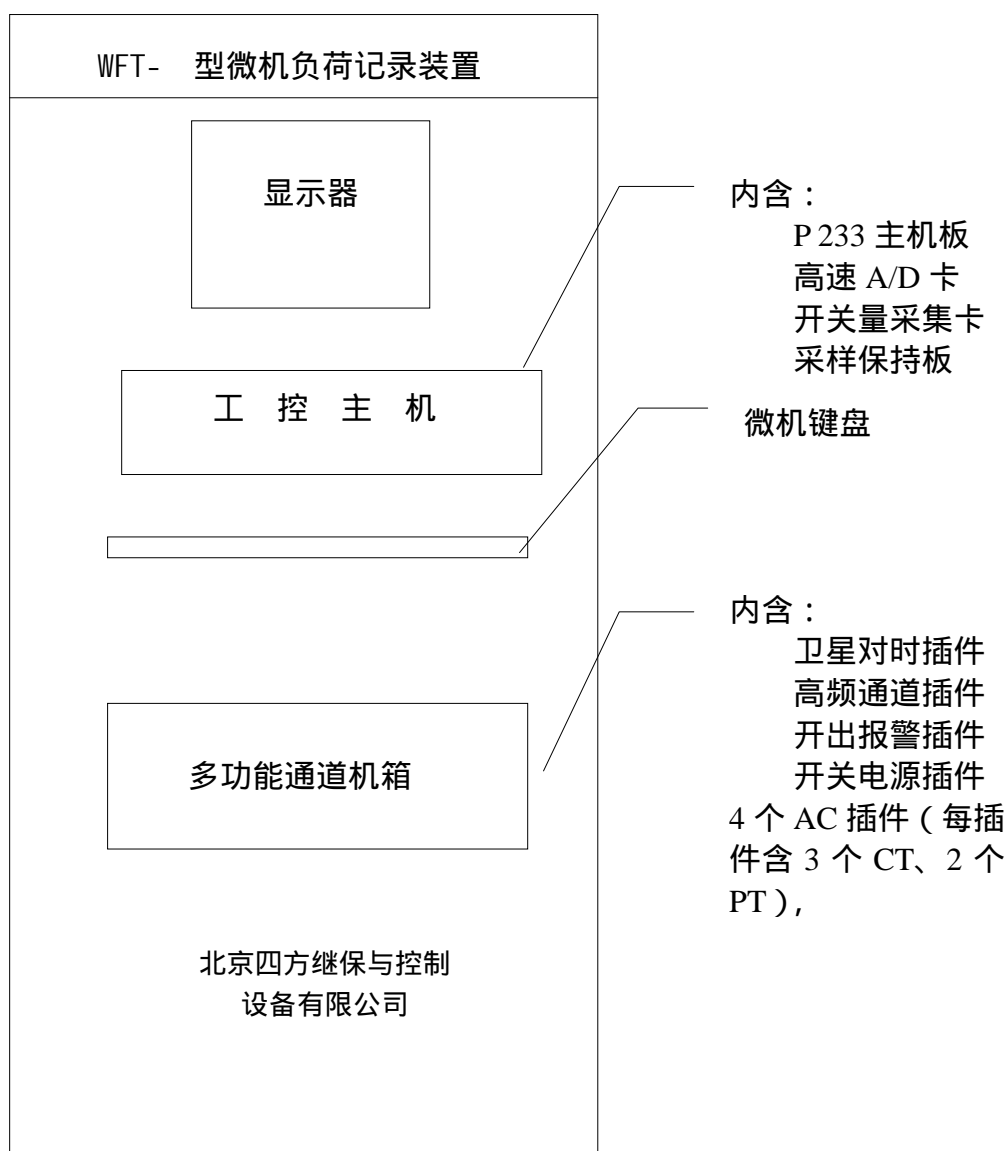 WFT- 型微机负荷记录装置
显示器
内含：
P 233 主机板
高速 A/D 卡
开关量采集卡
采样保持板
工 控 主 机
微机键盘
内含：
卫星对时插件
高频通道插件
开出报警插件
开关电源插件
4 个 AC 插件（每插
件含 3 个 CT、2 个
PT），
多功能通道机箱
北京四方继保与控制
设备有限公司